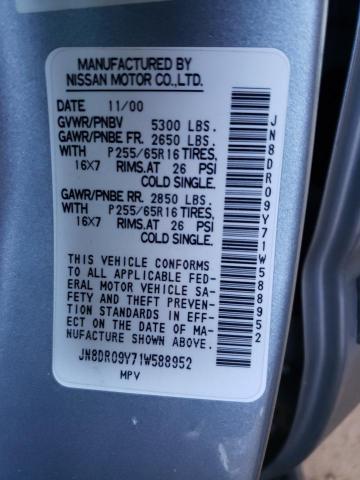 MANUFACTURED BY
NISSAN MOTOR CO.,LTD.
DATE 11/00
GVWR/PNBV 5300 LBS.
GAWR/PNBE FR. 2650 LBS.
WITH P255/65R16 TIRES.
16X7 RIMS.AT 26 PSI
COLD SINGLE.
GAWR/PNBE RR. 2850 LBS.
WITH P255/65R16 TIRES.
16X7 RIMS.AT 26 PSI
COLD SINGLE.
THIS VEHICLE CONFORMS
TO ALL APPLICABLE FED-
ERAL MOTOR VEHICLE SAF-
ETY AND THEFT PREVEN-
TION STANDARDS IN EFF-
ECT ON THE DATE OF MA-
NUFACTURE SHOWN ABOVE.
JN8DR09Y71W588952
MPV
JN8DR09Y71W588952